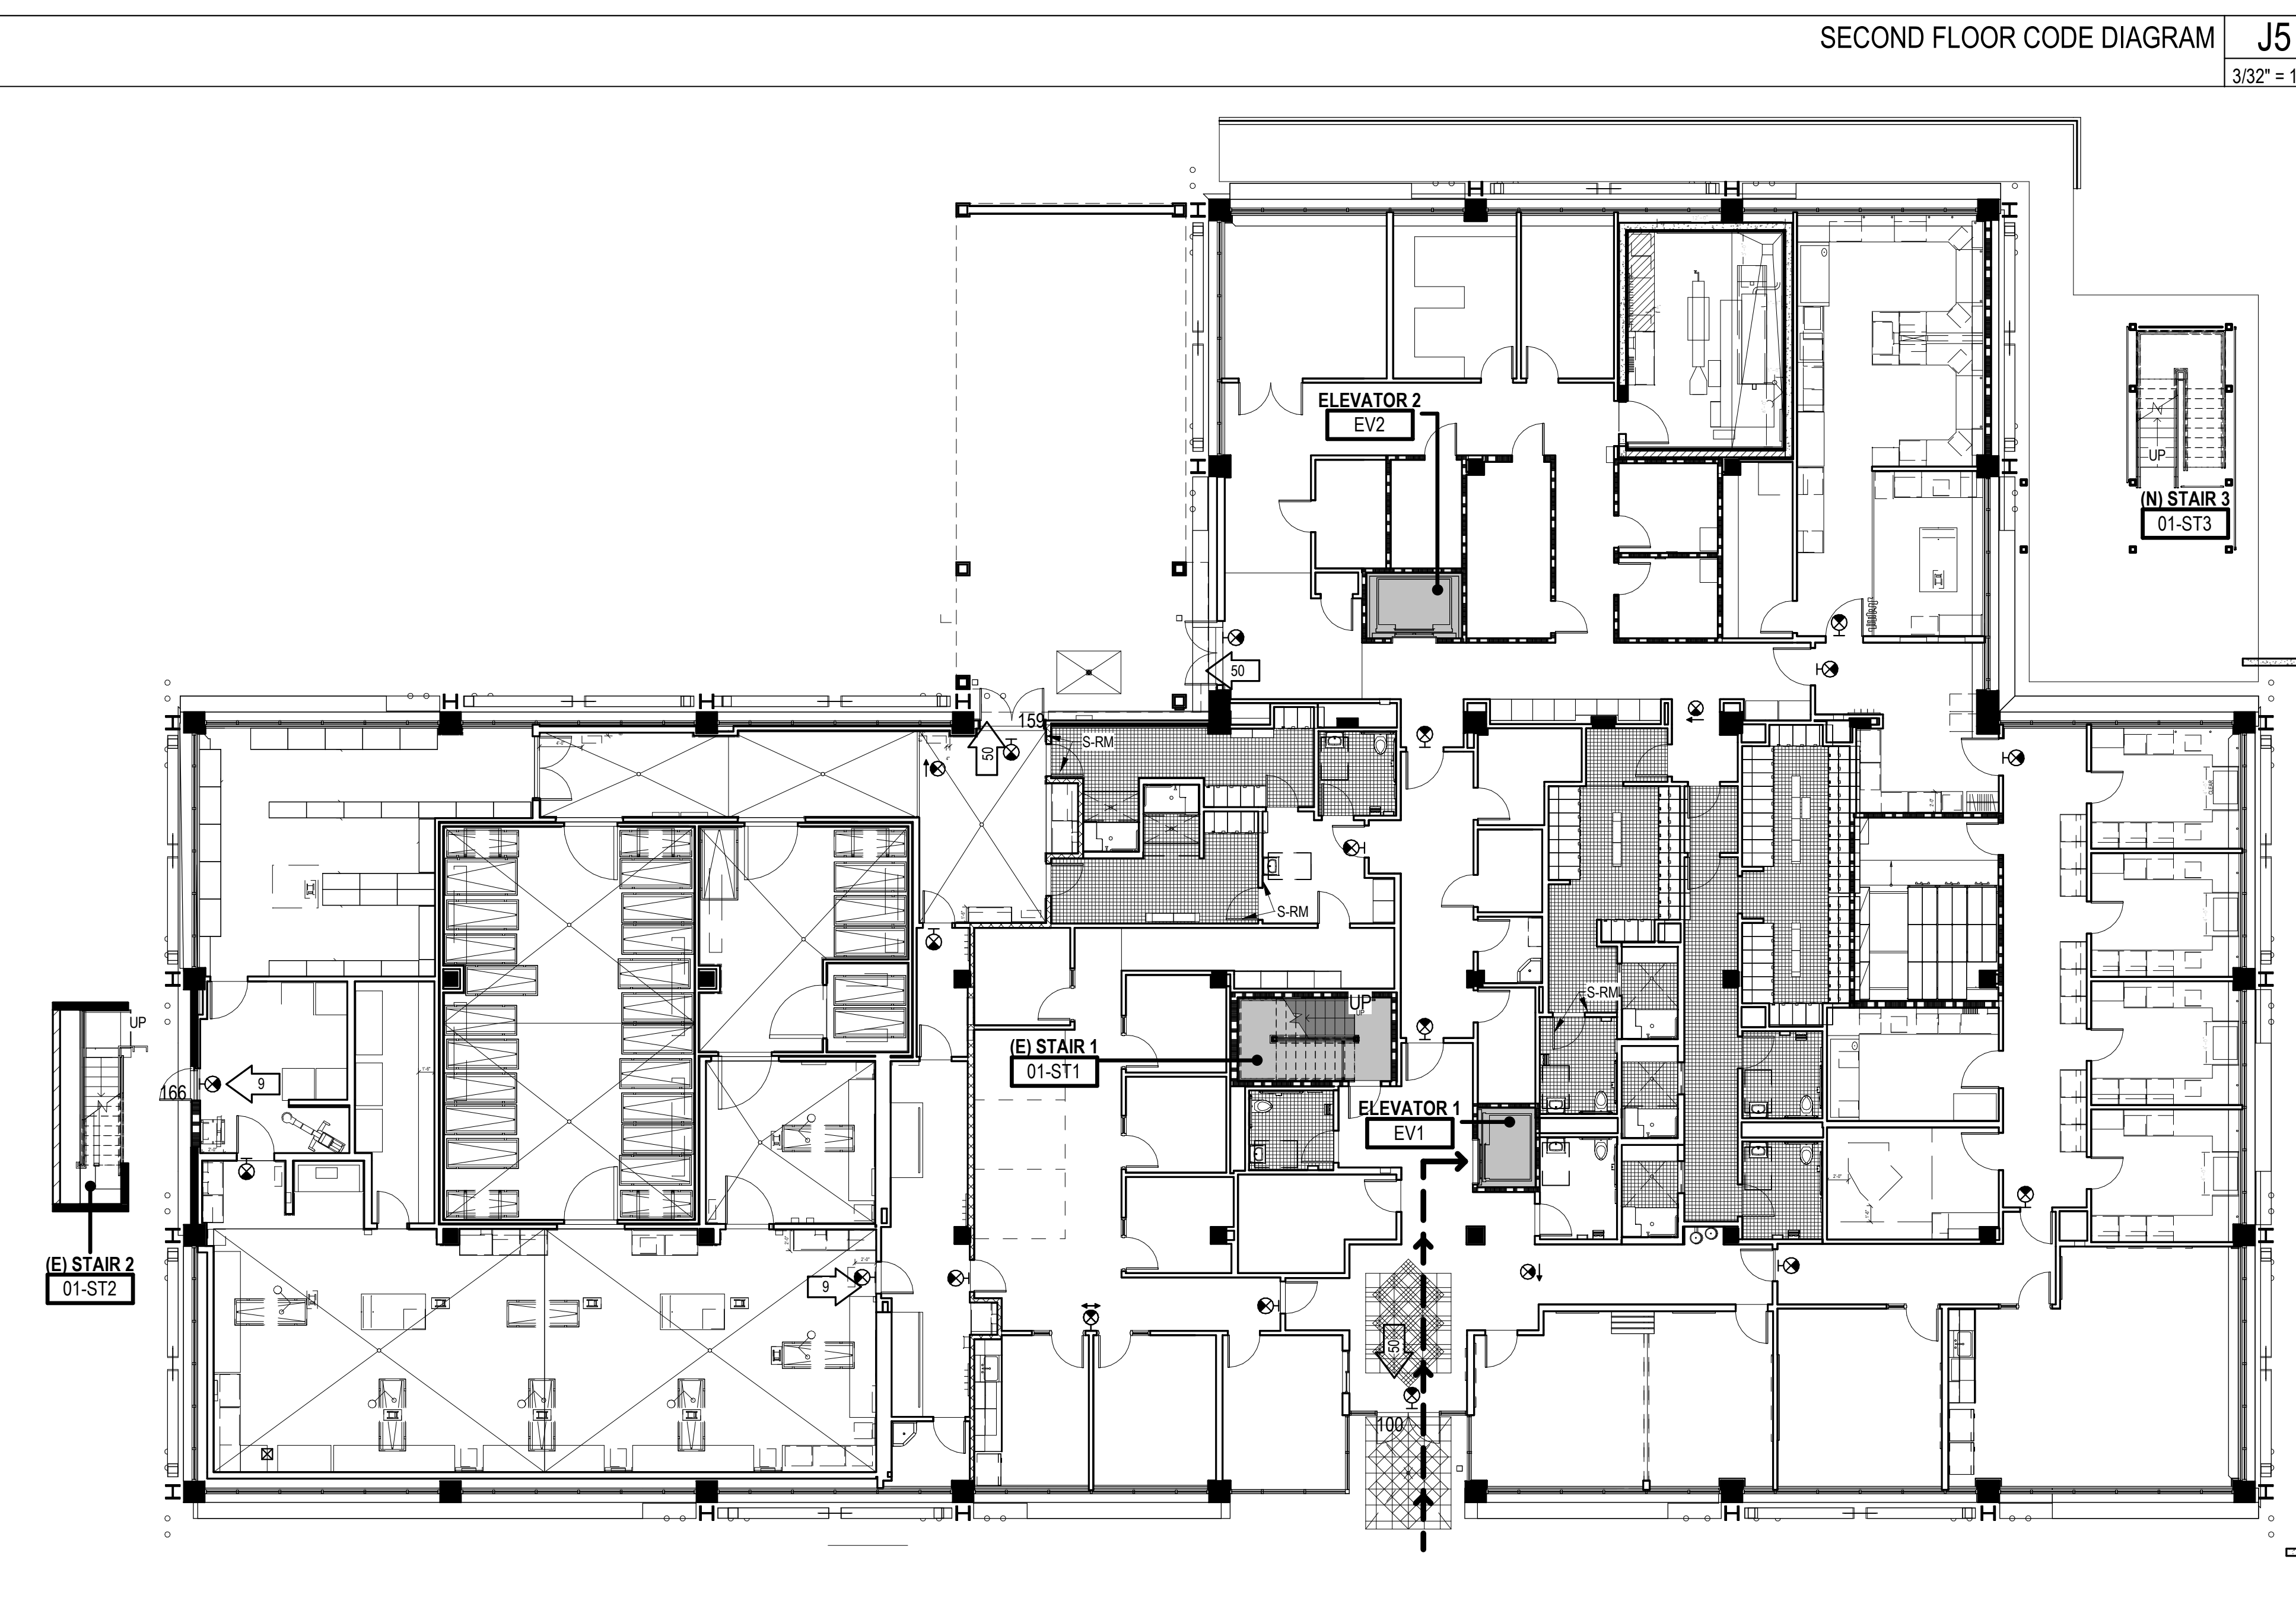 SECOND FLOOR CODE DIAGRAM
J5
3/32" = 1
ELEVATOR 2
EV2
UP
(N) STAIR 3
01-ST3
50
159
50
S-RM
S-RM
S-RM
UP
UP
UP
(E) STAIR 1
01-ST1
166
9
ELEVATOR 1
EV1
(E) STAIR 2
01-ST2
9
50
100